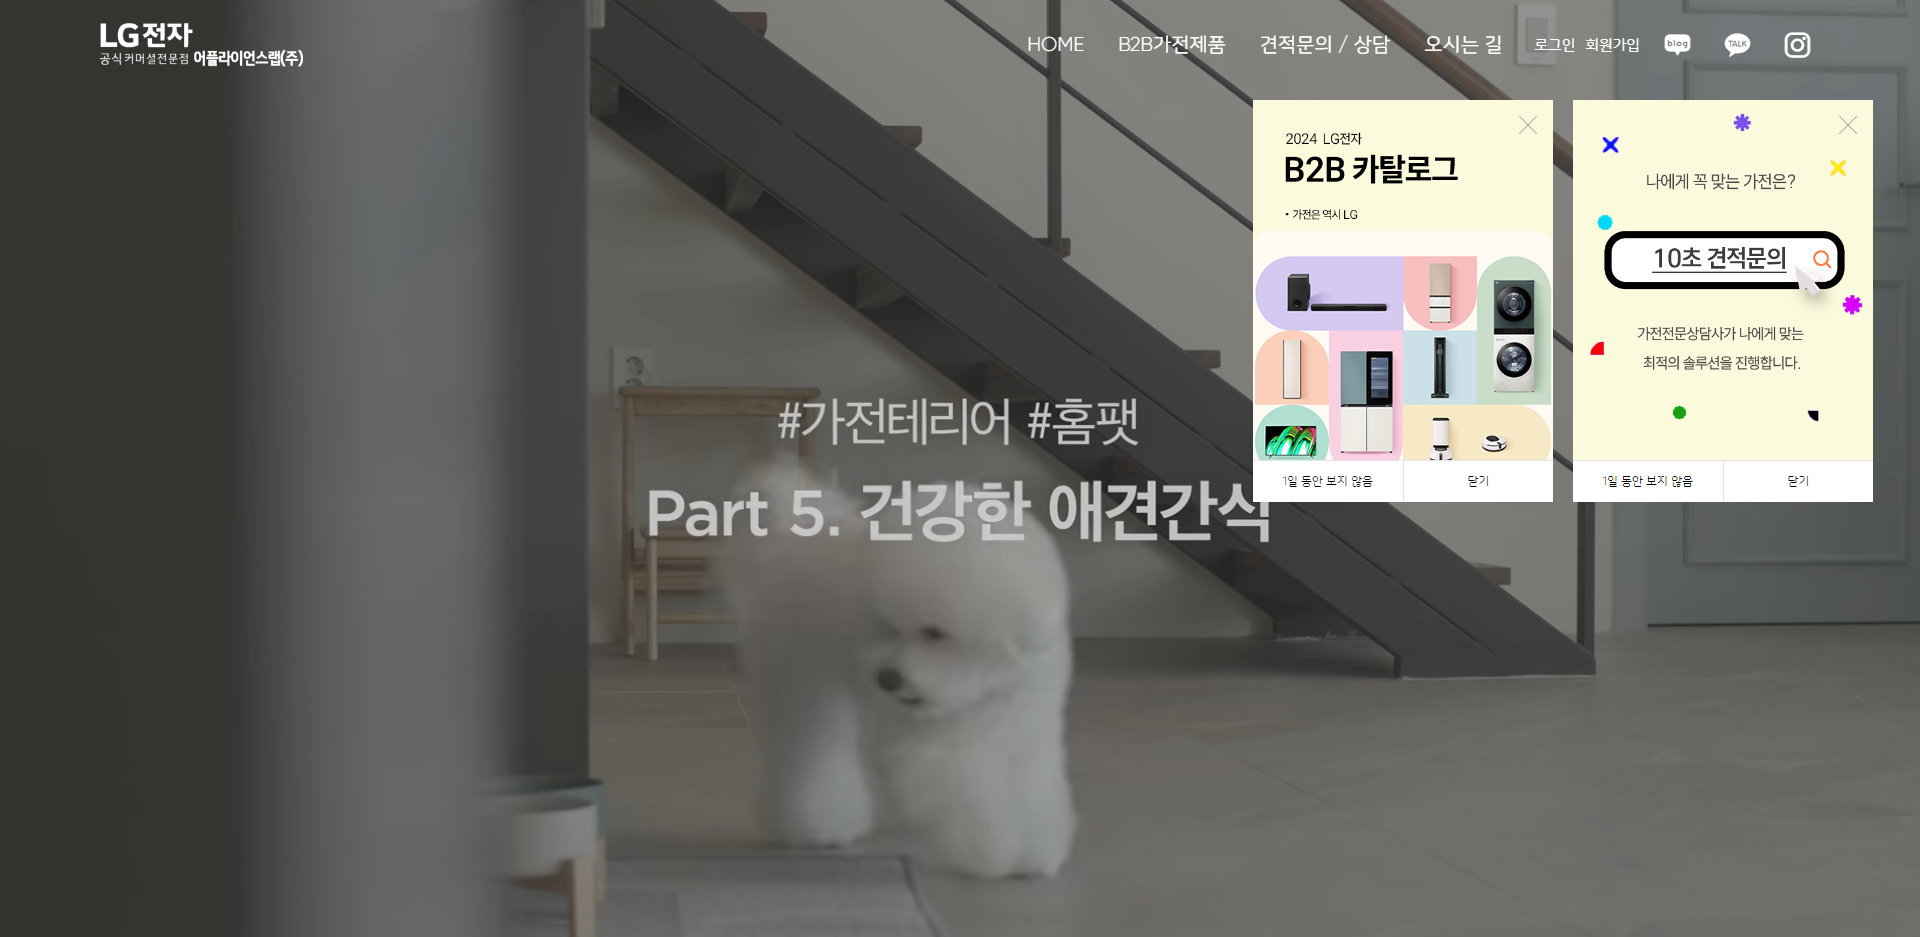 LG전자
공식커머셜전문점 어플라이언스랩(주)
HOME
B2B가전제품
견적문의 / 상담
오시는 길
로그인
회원가입
blog
TALK
2024 LG전자
B2B 카탈로그
• 가전은 역시 LG
1일 동안 보지 않음
닫기
나에게 꼭 맞는 가전은?
10초 견적문의
가전전문상담사가 나에게 맞는
최적의 솔루션을 진행합니다.
1일 동안 보지 않음
닫기
#가전테리어 #홈팻
Part 5. 건강한 애견간식